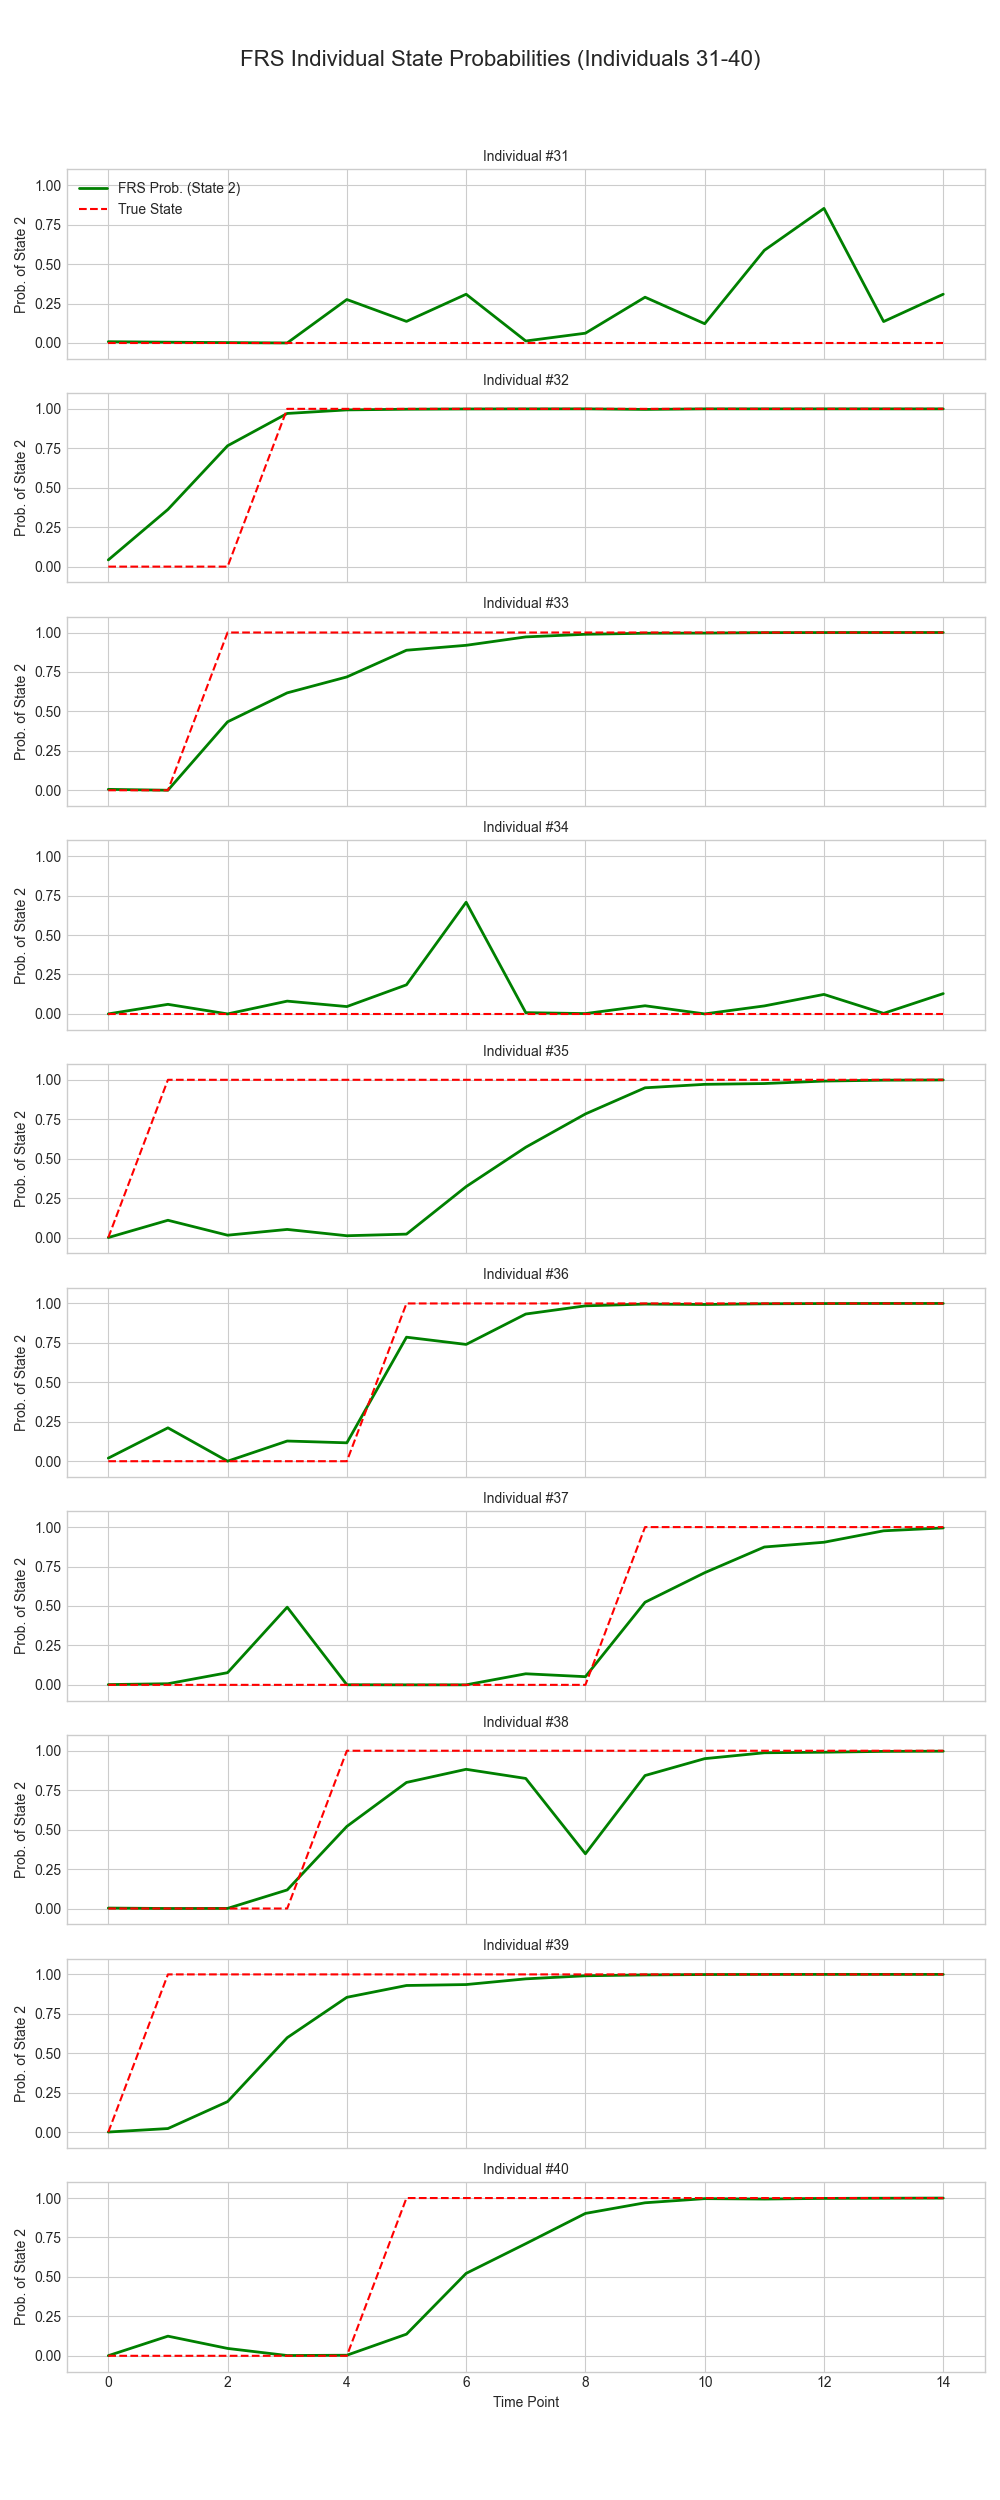 FRS Individual State Probabilities (Individuals 31-40)
Individual #31
FRS Prob. (State 2)
True State
Prob. of State 2
1.00
0.75
0.50
0.25
0.00
Individual #32
Prob. of State 2
1.00
0.75
0.50
0.25
0.00
Individual #33
Prob. of State 2
1.00
0.75
0.50
0.25
0.00
Individual #34
Prob. of State 2
1.00
0.75
0.50
0.25
0.00
Individual #35
Prob. of State 2
1.00
0.75
0.50
0.25
0.00
Individual #36
Prob. of State 2
1.00
0.75
0.50
0.25
0.00
Individual #37
Prob. of State 2
1.00
0.75
0.50
0.25
0.00
Individual #38
Prob. of State 2
1.00
0.75
0.50
0.25
0.00
Individual #39
Prob. of State 2
1.00
0.75
0.50
0.25
0.00
Individual #40
Prob. of State 2
1.00
0.75
0.50
0.25
0.00
0 2 4 6 8 10 12 14
Time Point